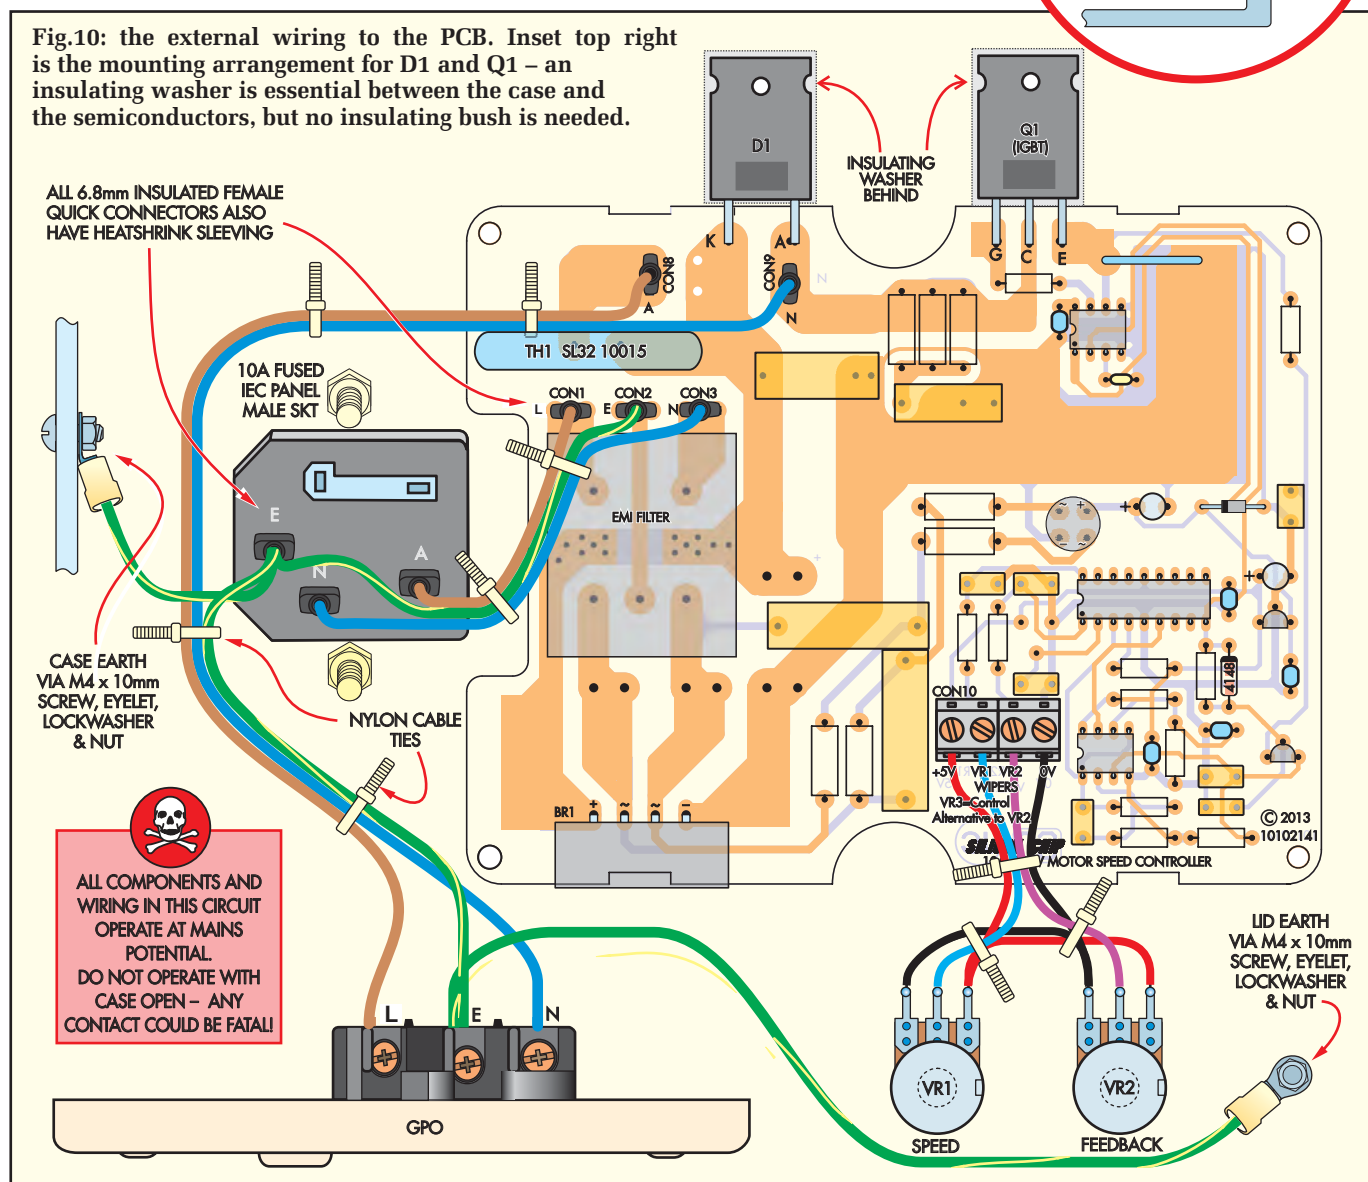 Fig.10: the external wiring to the PCB. Inset top right
is the mounting arrangement for D1 and Q1 – an
insulating washer is essential between the case and
the semiconductors, but no insulating bush is needed.
D1
Q1
(IGBT)
INSULATING
WASHER
BEHIND
ALL 6.8mm INSULATED FEMALE
QUICK CONNECTORS ALSO
HAVE HEATSHRINK SLEEVING
K
A
G
C
E
CON8
A
CON9
N
N
TH1 SL32 10015
10A FUSED
IEC PANEL
MALE SKT
L
CON1
E
CON2
N
CON3
EMI FILTER
E
N
A
~
+
–
~
+
+
+
4148
CASE EARTH
VIA M4 x 10mm
SCREW, EYELET,
LOCKWASHER
& NUT
NYLON CABLE
TIES
CON10
+5V
VR1
VR2
0V
WIPERS
VR3=Control
Alternative to VR2
BR1
+
~
~
–
© 2013
10102141
MOTOR SPEED CONTROLLER
ALL COMPONENTS AND
WIRING IN THIS CIRCUIT
OPERATE AT MAINS
POTENTIAL.
DO NOT OPERATE WITH
CASE OPEN – ANY
CONTACT COULD BE FATAL!
L
E
N
GPO
VR1
SPEED
VR2
FEEDBACK
LID EARTH
VIA M4 x 10mm
SCREW, EYELET,
LOCKWASHER
& NUT